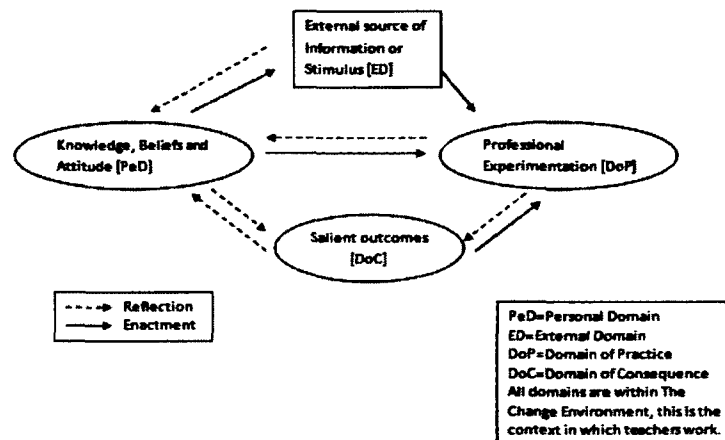 External source of
Information or
Stimulus [ED]
Knowledge, Beliefs and
Attitude [PeD]
Professional
Experimentation [DoP]
Salient outcomes
[DoC]
Reflection
Enactment
PeD=Personal Domain
ED=External Domain
DoP=Domain of Practice
DoC=Domain of Consequence
All domains are within The
Change Environment, this is the
context in which teachers work.